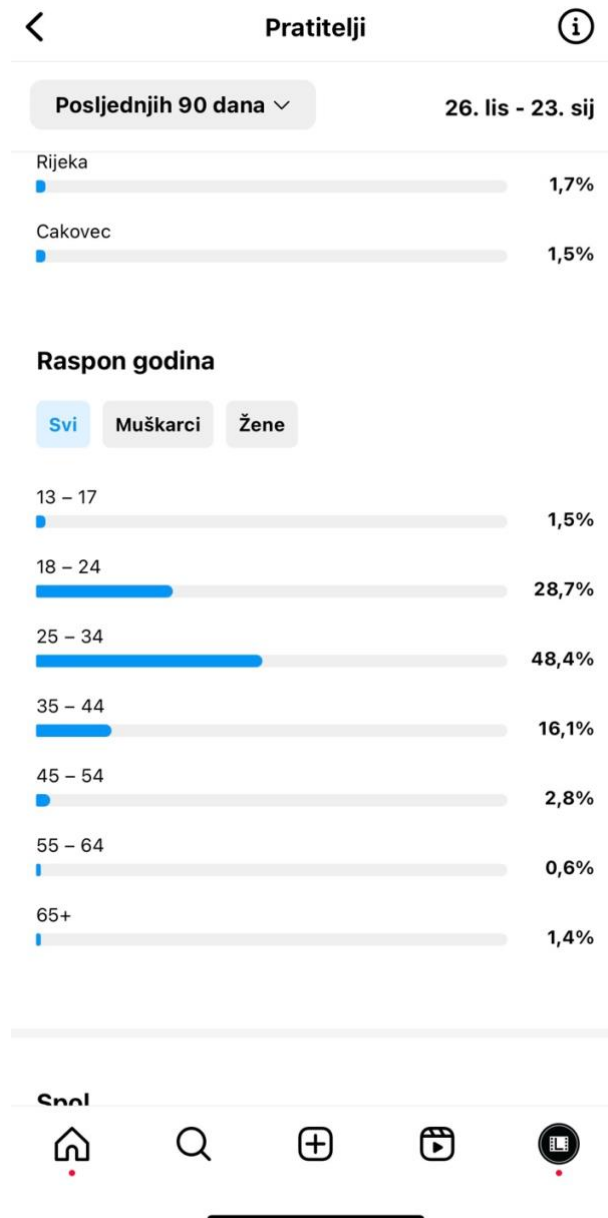 Pratitelji
Posljednjih 90 dana 26. lis - 23. sij
Rijeka
1,7%
Cakovec
1,5%
Raspon godina
Svi Muškarci Žene
13 – 17
1,5%
18 – 24
28,7%
25 – 34
48,4%
35 – 44
16,1%
45 – 54
2,8%
55 – 64
0,6%
65+
1,4%
Spol